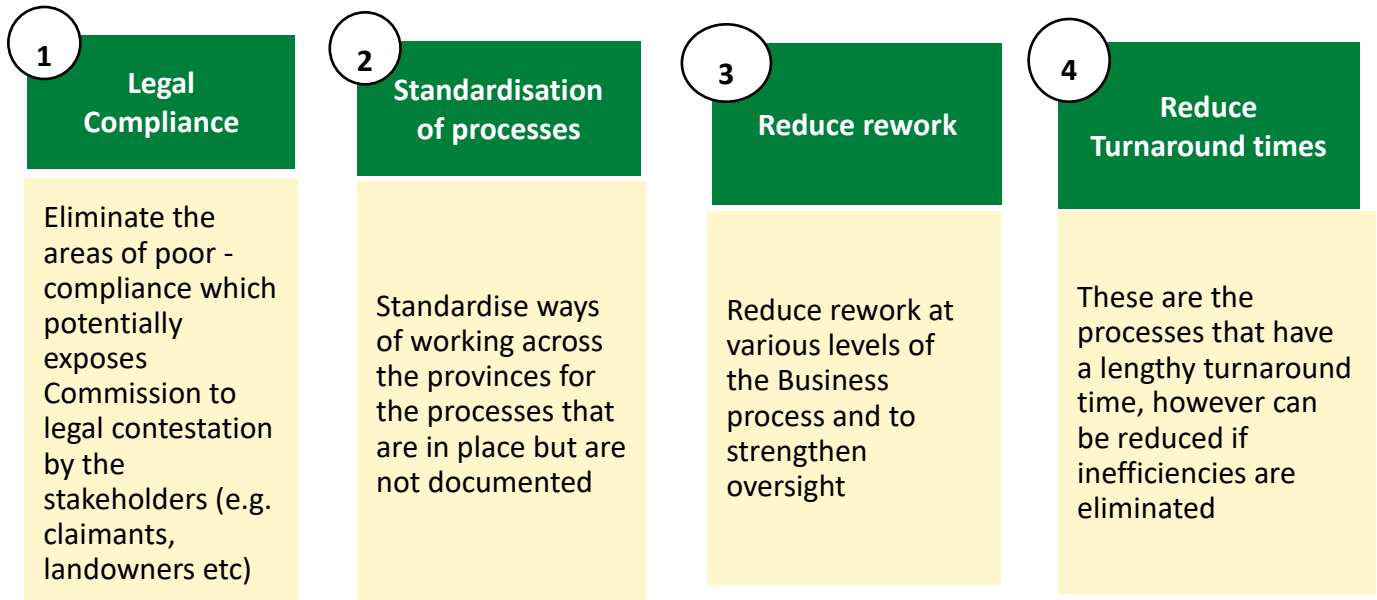 1
Legal
Compliance
Eliminate the
areas of poor -
compliance which
potentially
exposes
Commission to
legal contestation
by the
stakeholders (e.g.
claimants,
landowners etc)
2
Standardisation
of processes
Standardise ways
of working across
the provinces for
the processes that
are in place but are
not documented
3
Reduce rework
Reduce rework at
various levels of
the Business
process and to
strengthen
oversight
4
Reduce
Turnaround times
These are the
processes that have
a lengthy turnaround
time, however can
be reduced if
inefficiencies are
eliminated